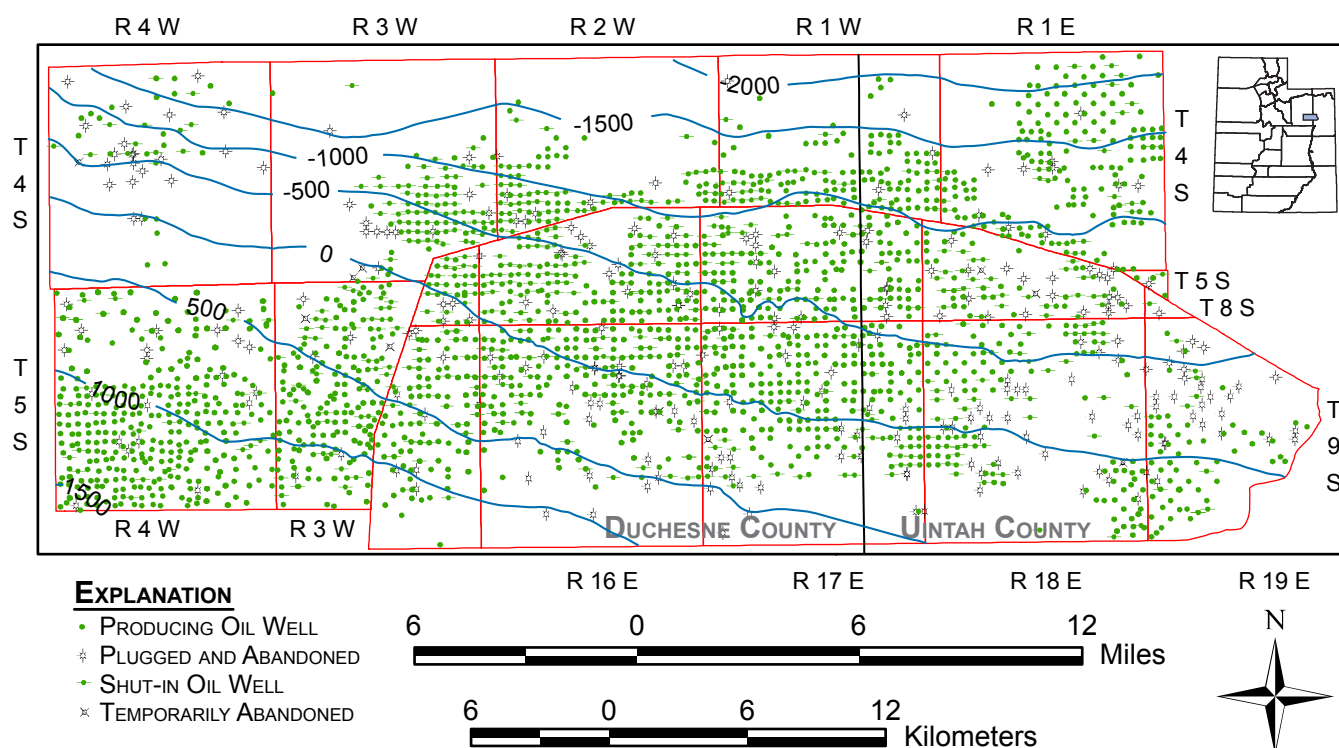 R 4 W R 3 W R 2 W R 1 W R 1 E
-2000
-1500
-1000
-500
0
500
1000
1500
T
4
S
T
5
S
T
4
S
T 5 S
T 8 S
T
9
S
R 4 W R 3 W
DUCHESNE COUNTY UINTAH COUNTY
R 16 E R 17 E R 18 E R 19 E
EXPLANATION
PRODUCING OIL WELL
PLUGGED AND ABANDONED
SHUT-IN OIL WELL
TEMPORARILY ABANDONED
6 0 6 12
Miles
6 0 6 12
Kilometers
N